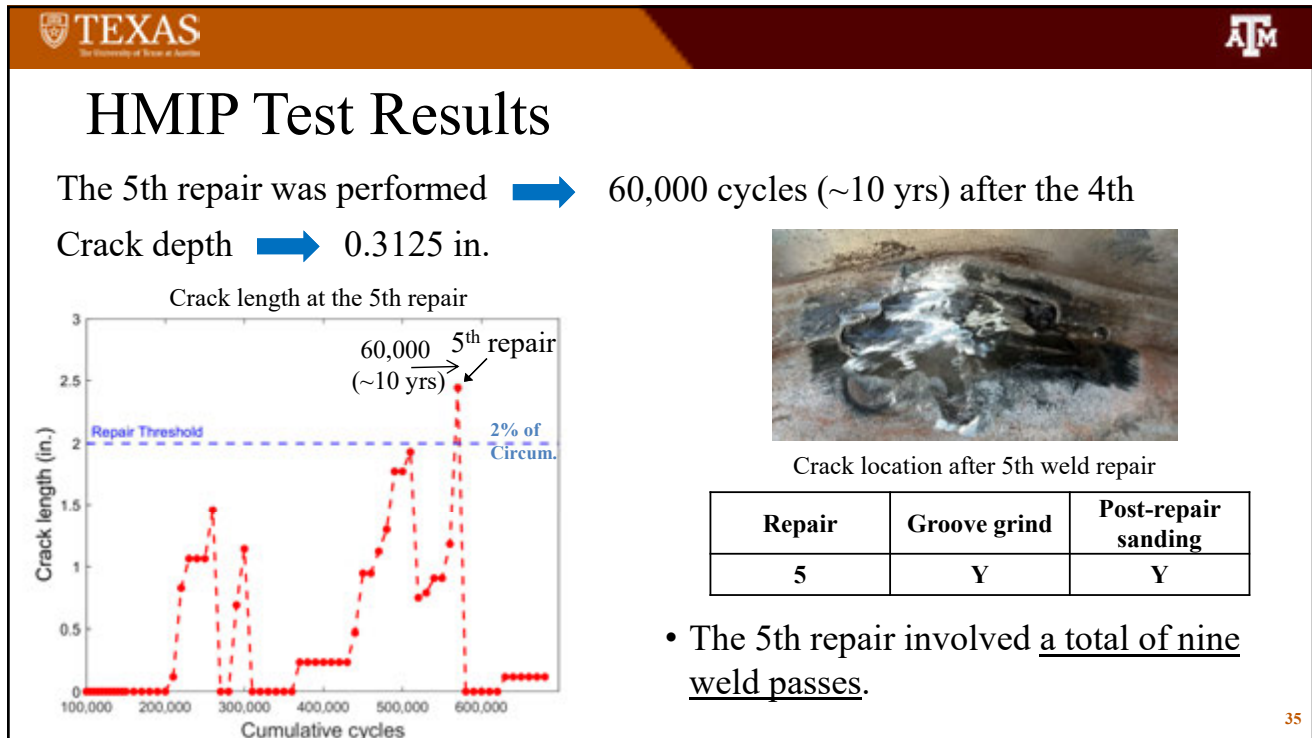 TEXAS
The University of Texas at Austin
ATM
HMIP Test Results
The 5th repair was performed 60,000 cycles (~10 yrs) after the 4th
Crack depth 0.3125 in.
Crack length at the 5th repair
60,000
(~10 yrs)
5th repair
Repair Threshold
2% of
Circum.
Crack length (in.)
3
2.5
2
1.5
1
0.5
0
100,000 200,000 300,000 400,000 500,000 600,000
Cumulative cycles
Crack location after 5th weld repair
Repair Groove grind Post-repair
sanding
5 Y Y
• The 5th repair involved a total of nine
weld passes.
35